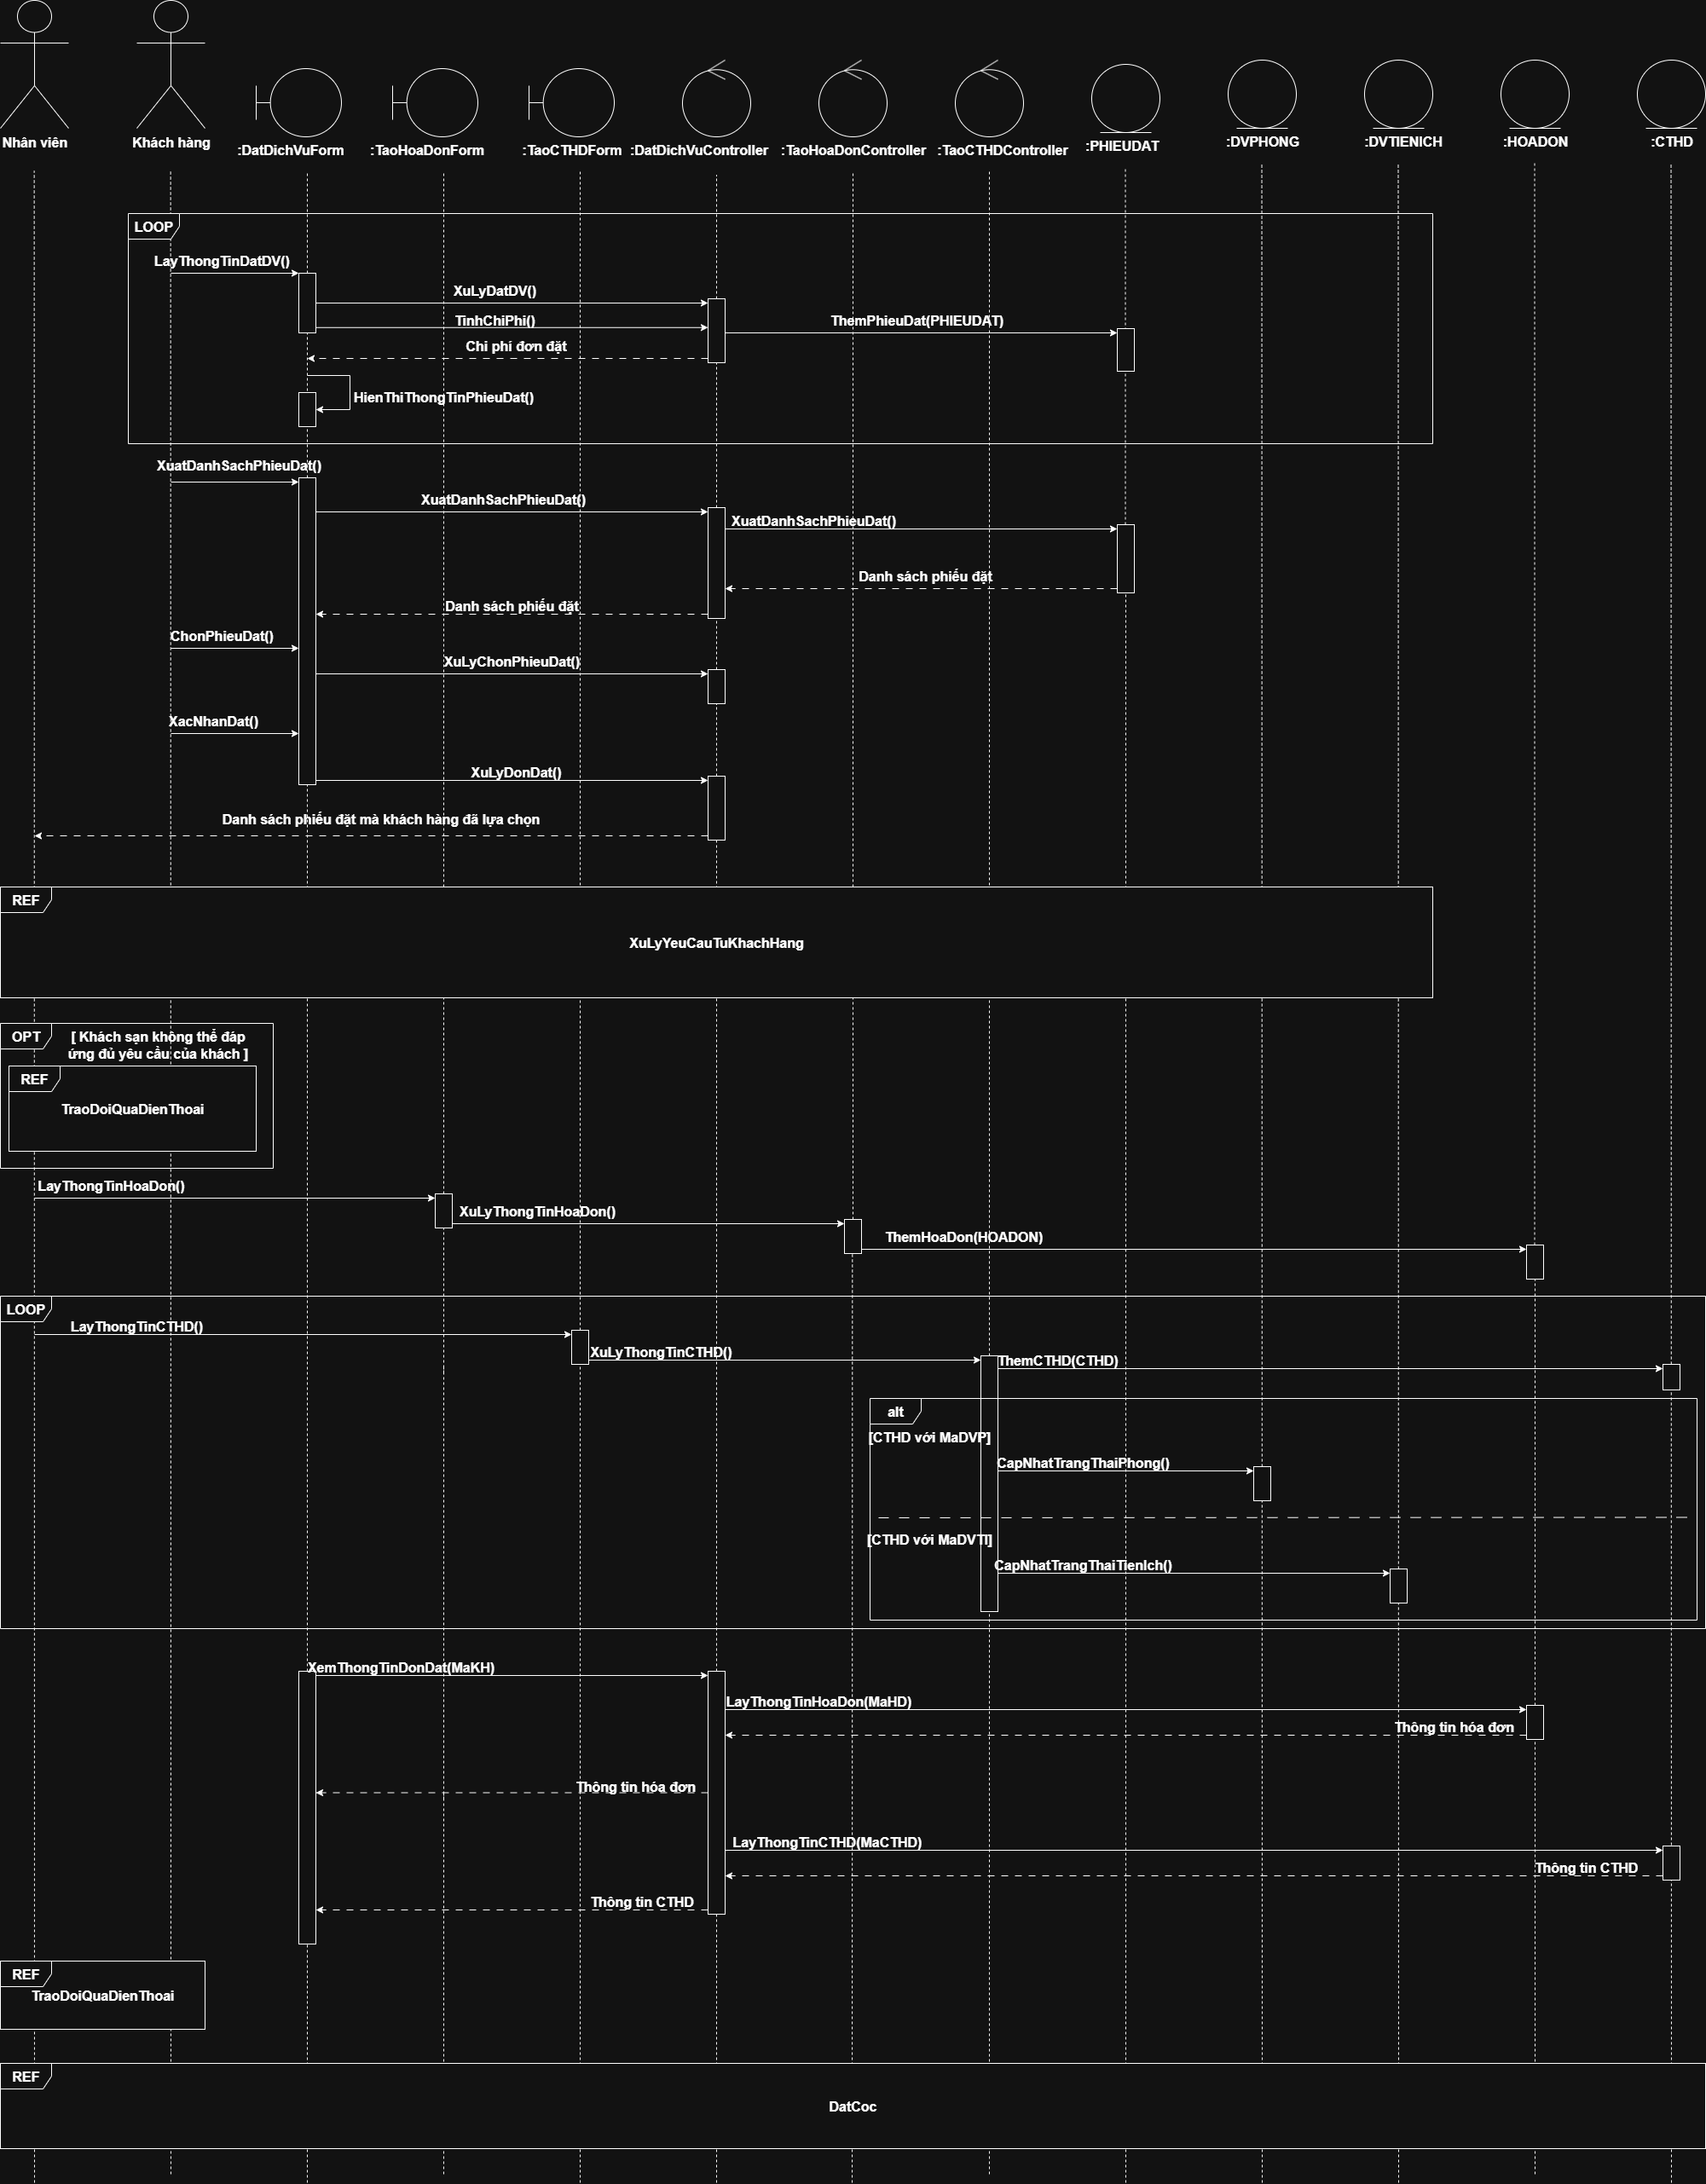 Nhân viên
Khách hàng
:DatDichVuForm
:TaoHoaDonForm
:TaoCTHDForm
:DatDichVuController
:TaoHoaDonController
:TaoCTHDController
:PHIEUDAT
:DVPHONG
:DVTIENICH
:HOADON
:CTHD
LOOP
LayThongTinDatDV()
XuLyDatDV()
TinhChiPhi()
ThemPhieuDat(PHIEUDAT)
Chi phí đơn đặt
HienThiThongTinPhieuDat()
XuatDanhSachPhieuDat()
XuatDanhSachPhieuDat()
XuatDanhSachPhieuDat()
Danh sách phiếu đặt
Danh sách phiếu đặt
ChonPhieuDat()
XuLyChonPhieuDat()
XacNhanDat()
XuLyDonDat()
Danh sách phiếu đặt mà khách hàng đã lựa chọn
REF
XuLyYeuCauTuKhachHang
OPT
[ Khách sạn không thể đáp
ứng đủ yêu cầu của khách ]
REF
TraoDoiQuaDienThoai
LayThongTinHoaDon()
XuLyThongTinHoaDon()
ThemHoaDon(HOADON)
LOOP
LayThongTinCTHD()
XuLyThongTinCTHD()
ThemCTHD(CTHD)
alt
[CTHD với MaDVP]
CapNhatTrangThaiPhong()
[CTHD với MaDVTI]
CapNhatTrangThaiTienIch()
XemThongTinDonDat(MaKH)
LayThongTinHoaDon(MaHD)
Thông tin hóa đơn
Thông tin hóa đơn
LayThongTinCTHD(MaCTHD)
Thông tin CTHD
Thông tin CTHD
REF
TraoDoiQuaDienThoai
REF
DatCoc